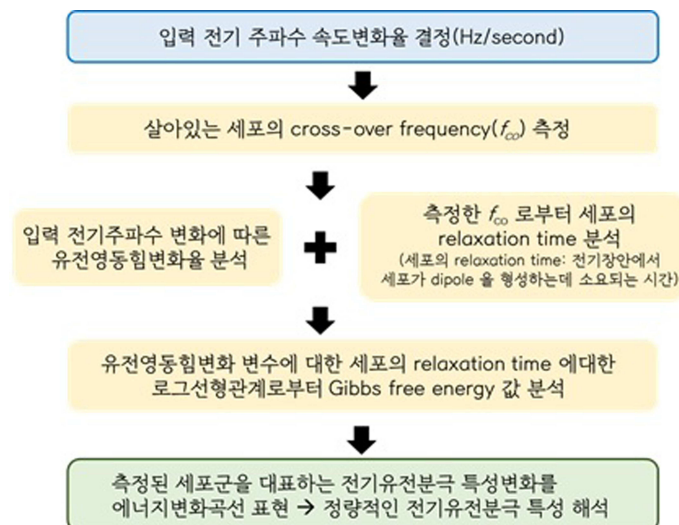 입력 전기 주파수 속도변화율 결정(Hz/second)
살아있는 세포의 cross-over frequency(fco) 측정
입력 전기주파수 변화에 따른
유전영동힘변화율 분석
+
측정한 fco 로부터 세포의
relaxation time 분석
(세포의 relaxation time: 전기장안에서
세포가 dipole 을 형성하는데 소요되는 시간)
유전영동힘변화 변수에 대한 세포의 relaxation time 에대한
로그선형관계로부터 Gibbs free energy 값 분석
측정된 세포군을 대표하는 전기유전분극 특성변화를
에너지변화곡선 표현 → 정량적인 전기유전분극 특성 해석